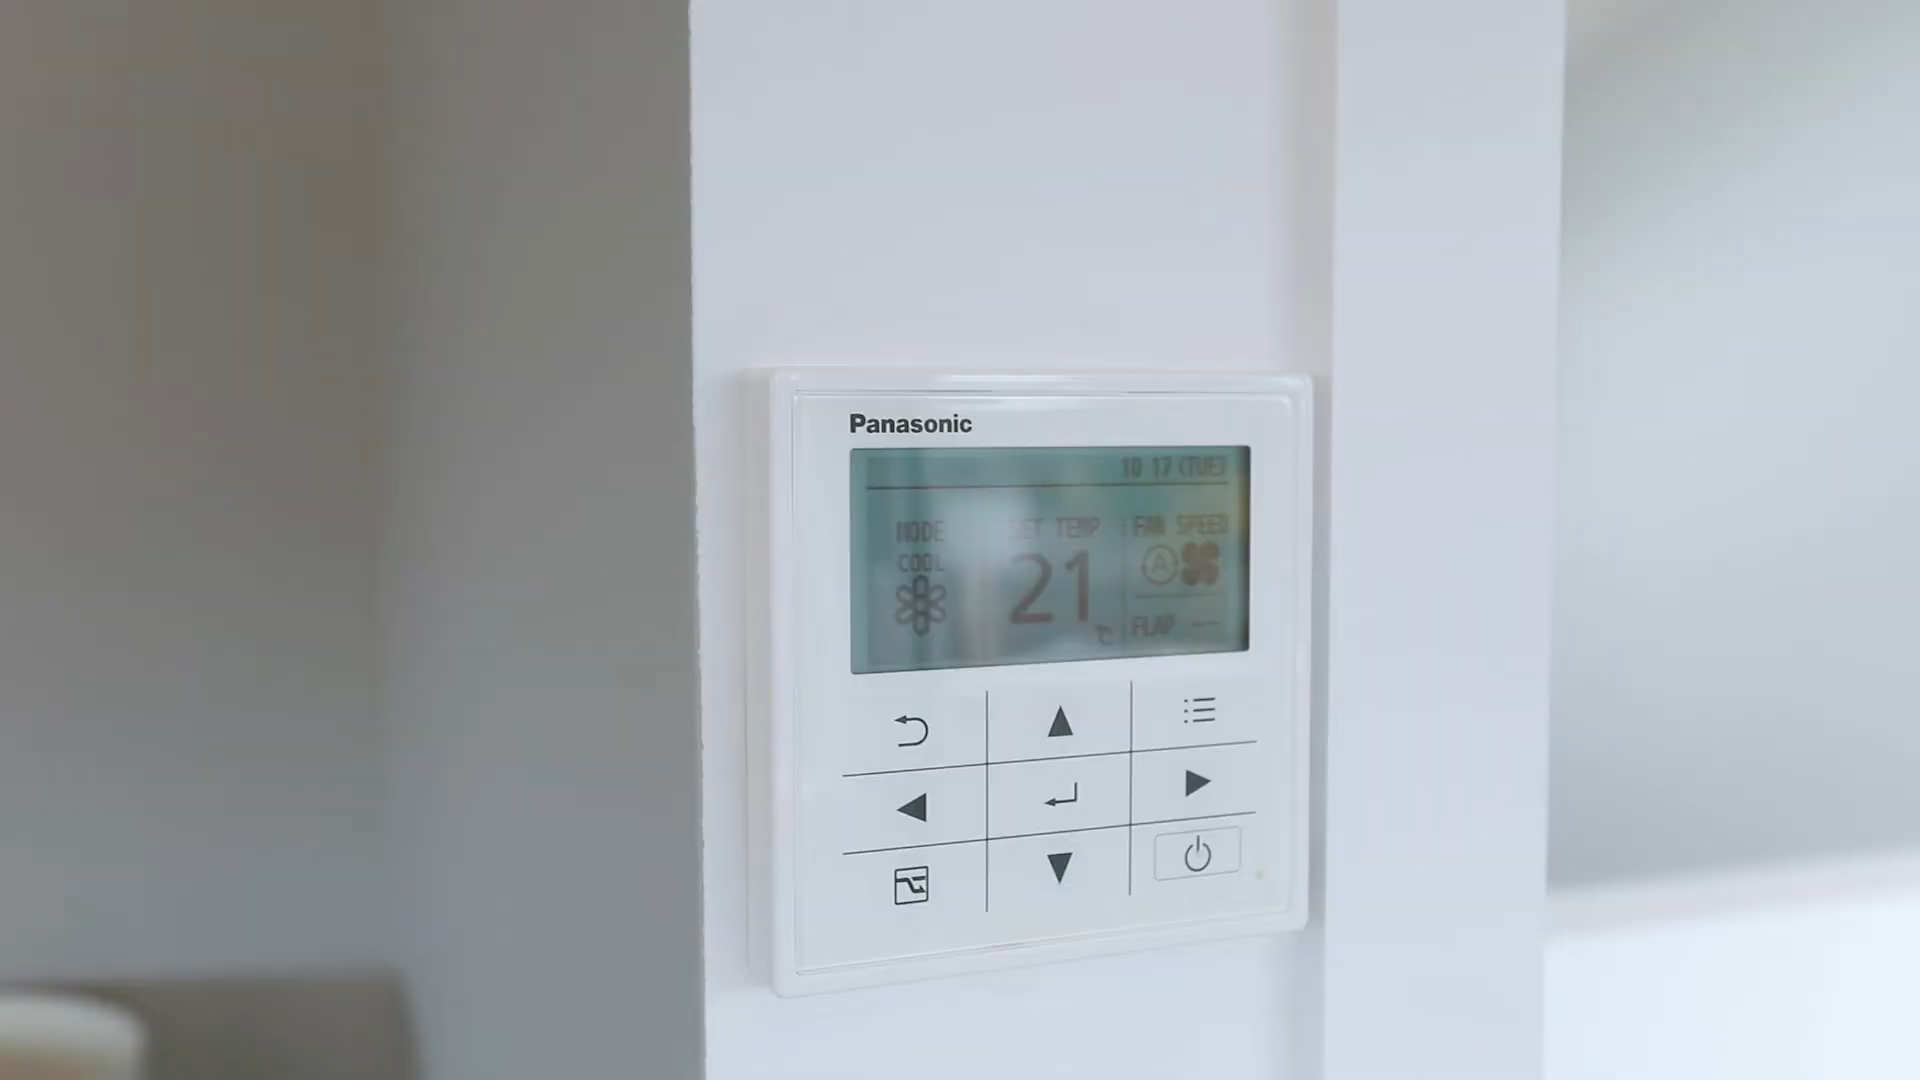 Panasonic
10 17 (TUE)
MODE SET TEMP FAN SPEED
COOL
A
21
℃
FLAP --